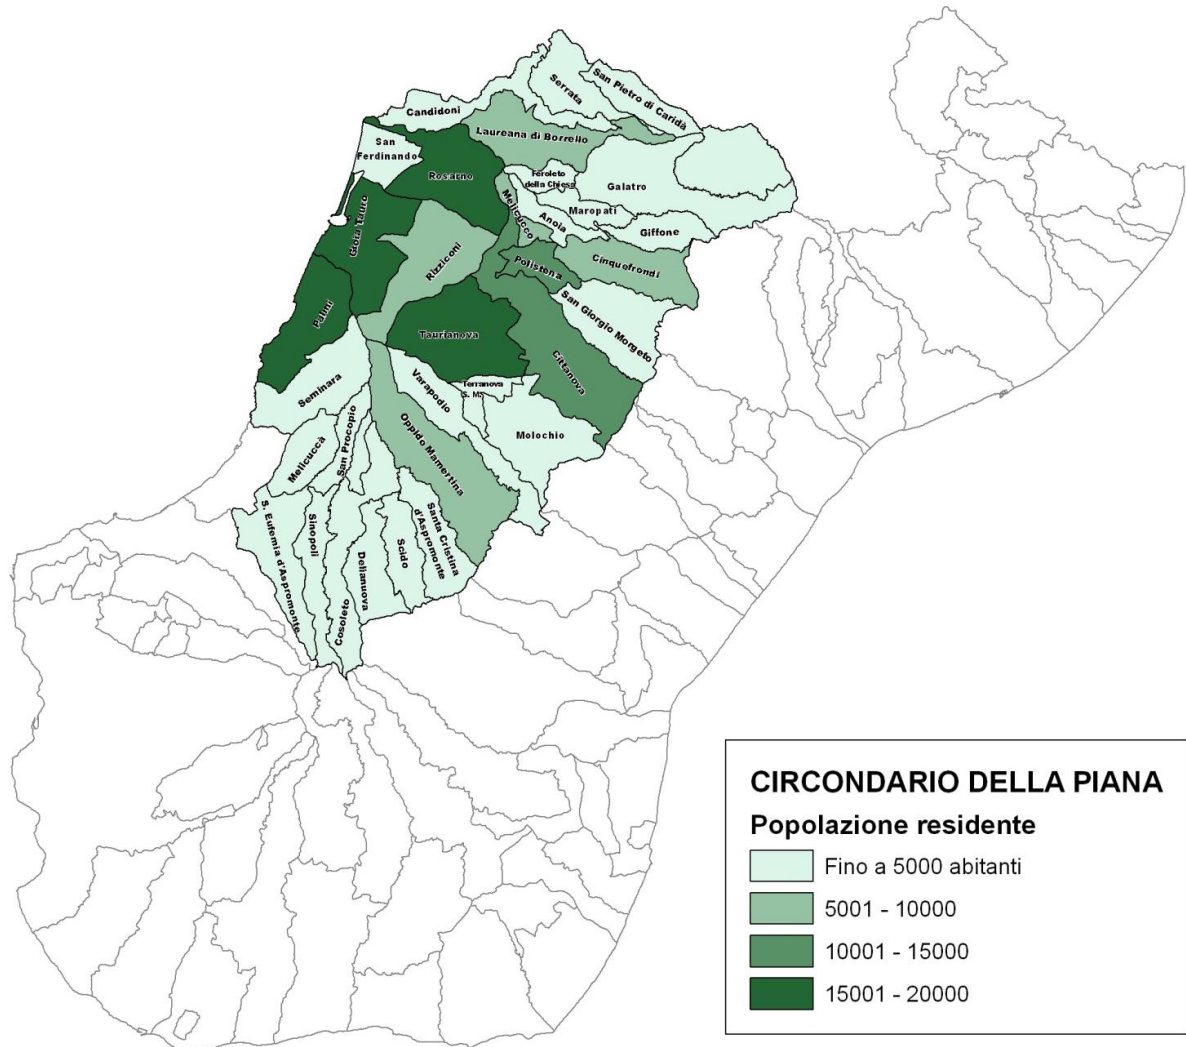 San Pietro di Caridà
Serrata
Candidoni
Laureana di Borrello
San
Ferdinando
Rosarno
Feroleto
della Chiesa
Galatro
Melicucco
Maropati
Anoia
Giffone
Gioia Tauro
Rizziconi
Polistena
Cinquefrondi
San Giorgio Morgeto
Palmi
Taurianova
Cittanova
Seminara
Varapodio
Terranova
S. M.
Oppido Mamertina
Molochio
Melicuccà
San Procopio
S. Eufemia d'Aspromonte
Sinopoli
Cosoleto
Delianuova
Scido
Santa Cristina
d'Aspromonte
CIRCONDARIO DELLA PIANA
Popolazione residente
Fino a 5000 abitanti
5001 - 10000
10001 - 15000
15001 - 20000